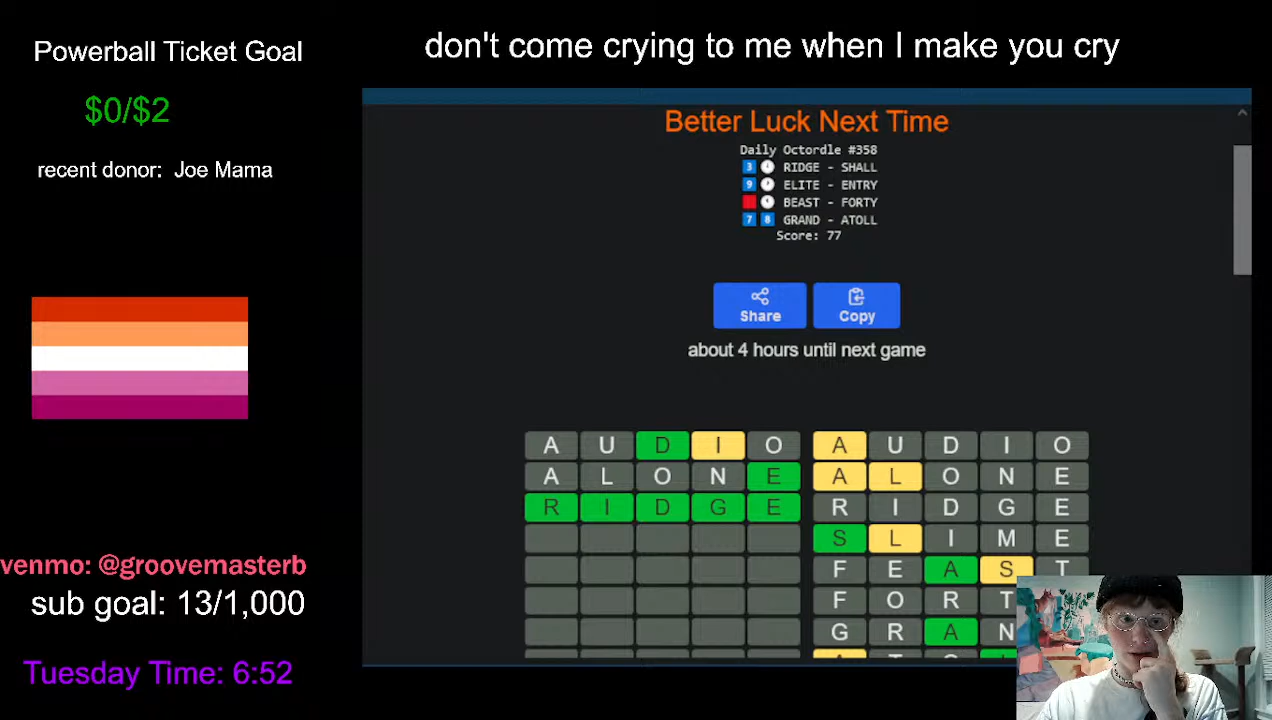 Powerball Ticket Goal
$0/$2
recent donor: Joe Mama
don't come crying to me when I make you cry
Better Luck Next Time
Daily Octordle #358
3 RIDGE - SHALL
9 ELITE - ENTRY
BEAST - FORTY
7 8 GRAND - ATOLL
Score: 77
Share
Copy
about 4 hours until next game
A U D I O A U D I O
A L O N E A L O N E
R I D G E R I D G E
S L I M E
F E A S T
F O R T
G R A N
venmo: @groovemasterb
sub goal: 13/1,000
Tuesday Time: 6:52